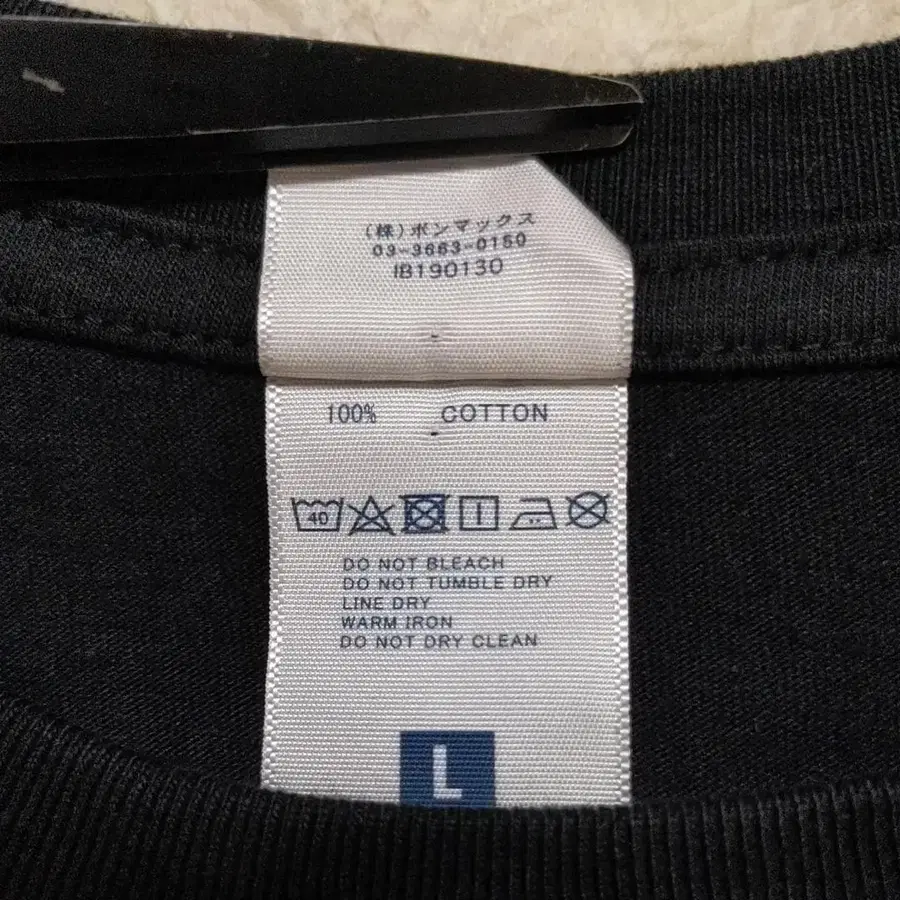 (株)ボンマックス
03-3663-0150
IB190130
100% COTTON
40
DO NOT BLEACH
DO NOT TUMBLE DRY
LINE DRY
WARM IRON
DO NOT DRY CLEAN
L